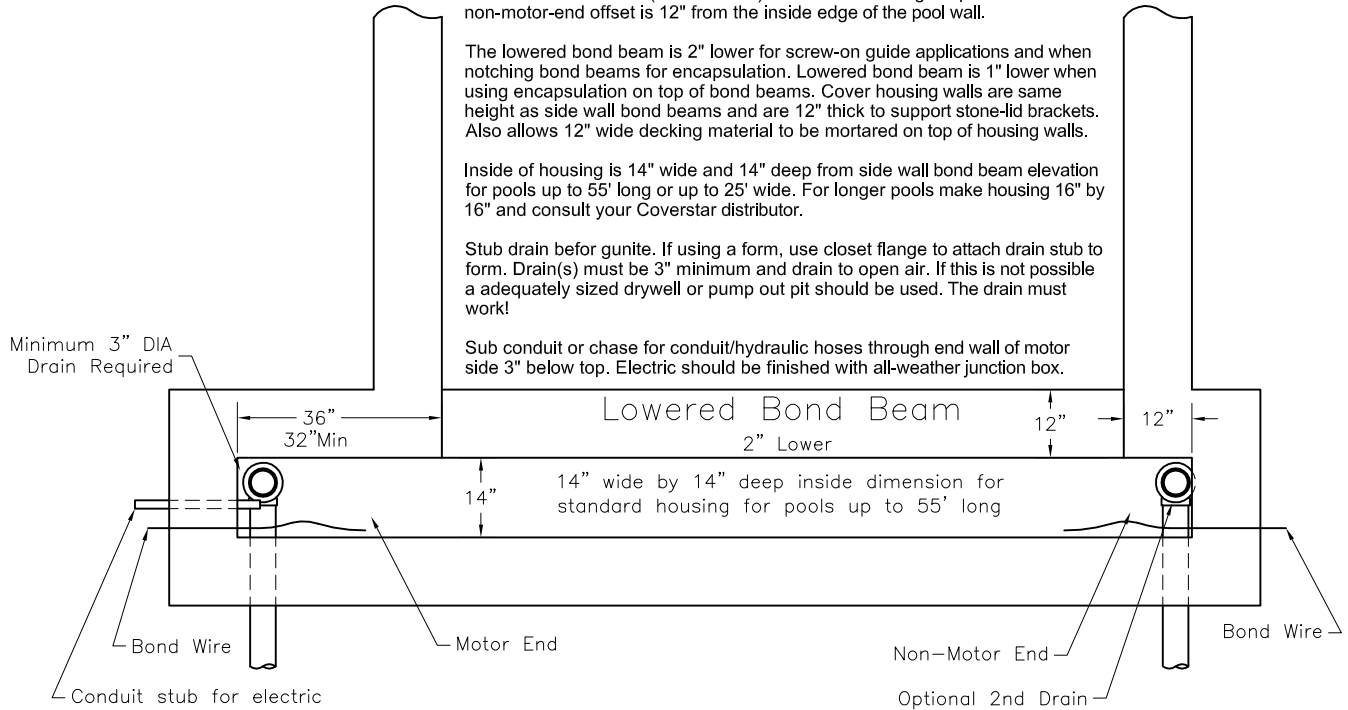 non-motor-end offset is 12" from the inside edge of the pool wall.
The lowered bond beam is 2" lower for screw-on guide applications and when
notching bond beams for encapsulation. Lowered bond beam is 1" lower when
using encapsulation on top of bond beams. Cover housing walls are same
height as side wall bond beams and are 12" thick to support stone-lid brackets.
Also allows 12" wide decking material to be mortared on top of housing walls.
Inside of housing is 14" wide and 14" deep from side wall bond beam elevation
for pools up to 55' long or up to 25' wide. For longer pools make housing 16" by
16" and consult your Coverstar distributor.
Stub drain befor gunite. If using a form, use closet flange to attach drain stub to
form. Drain(s) must be 3" minimum and drain to open air. If this is not possible
a adequately sized drywell or pump out pit should be used. The drain must
work!
Sub conduit or chase for conduit/hydraulic hoses through end wall of motor
side 3" below top. Electric should be finished with all-weather junction box.
Minimum 3" DIA
Drain Required
36"
32"Min
Lowered Bond Beam
2" Lower
12"
12"
14"
14" wide by 14" deep inside dimension for
standard housing for pools up to 55' long
Bond Wire
Motor End
Non-Motor End
Bond Wire
Conduit stub for electric
Optional 2nd Drain